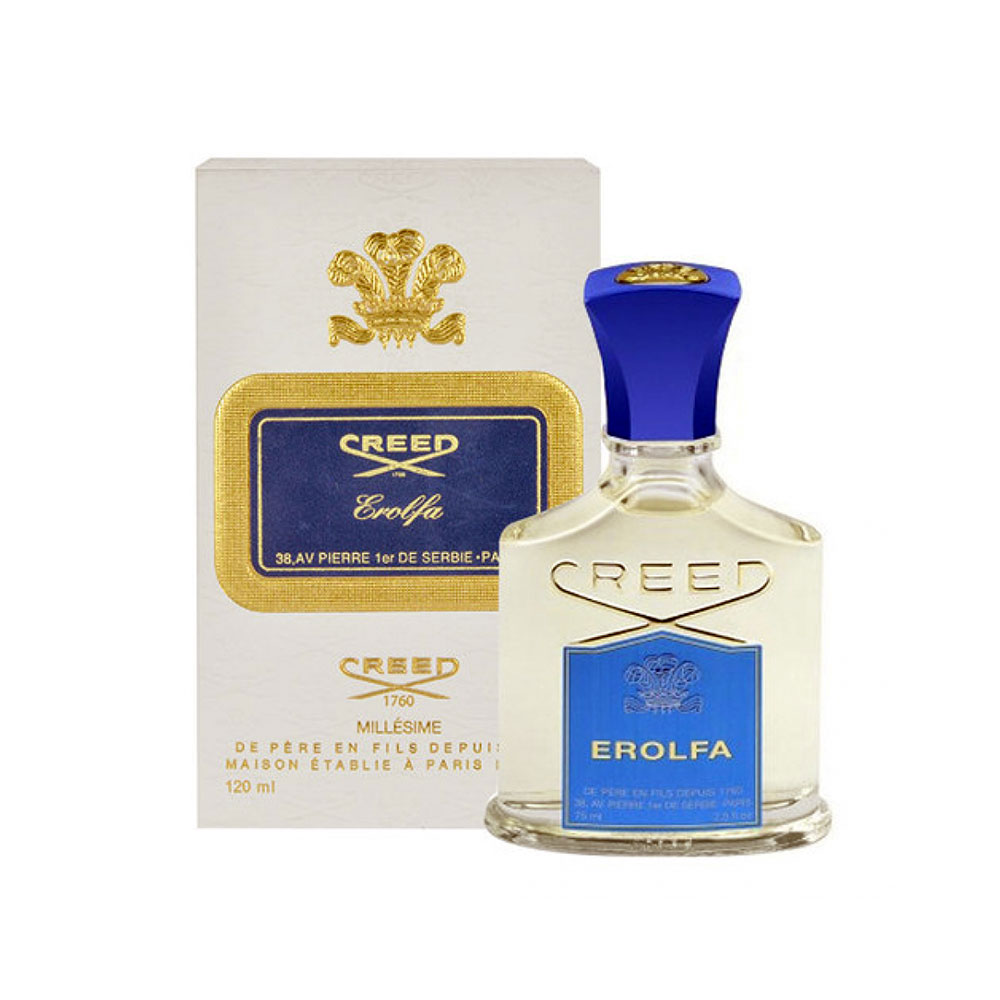 CREED
1760
Erolfa
38,AV PIERRE 1er DE SERBIE•PA
CREED
1760
MILLÉSIME
DE PÈRE EN FILS DEPUIS
MAISON ÉTABLIE À PARIS
120 ml
CREED
EROLFA
DE PÈRE EN FILS DEPUIS 1760
38, AV PIERRE 1er DE SERBIE•PARIS
75 ml 2.5 fl.oz
CREED